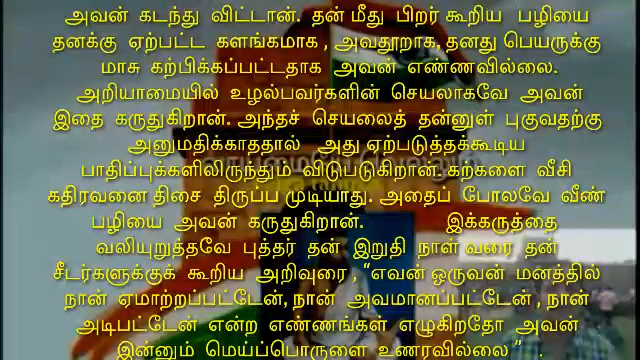 அவன் கடந்து விட்டான். தன் மீது பிறர் கூறிய பழியை
தனக்கு ஏற்பட்ட களங்கமாக , அவதூறாக, தனது பெயருக்கு
மாசு கற்பிக்கப்பட்டதாக அவன் எண்ணவில்லை.
அறியாமையில் உழல்பவர்களின் செயலாகவே அவன்
இதை கருதுகிறான். அந்தச் செயலைத் தன்னுள் புகுவதற்கு
அனுமதிக்காததால் அது ஏற்படுத்தக்கூடிய
பாதிப்புக்களிலிருந்தும் விடுபடுகிறான். கற்களை வீசி
கதிரவனை திசை திருப்ப முடியாது. அதைப் போலவே வீண்
பழியை அவன் கருதுகிறான். இக்கருத்தை
வலியுறுத்தவே புத்தர் தன் இறுதி நாள் வரை தன்
சீடர்களுக்குக் கூறிய அறிவுரை , “எவன் ஒருவன் மனத்தில்
நான் ஏமாற்றப்பட்டேன், நான் அவமானப்பட்டேன் , நான்
அடிபட்டேன் என்ற எண்ணங்கள் எழுகிறதோ அவன்
இன்னும் மெய்ப்பொருளை உணரவில்லை ”